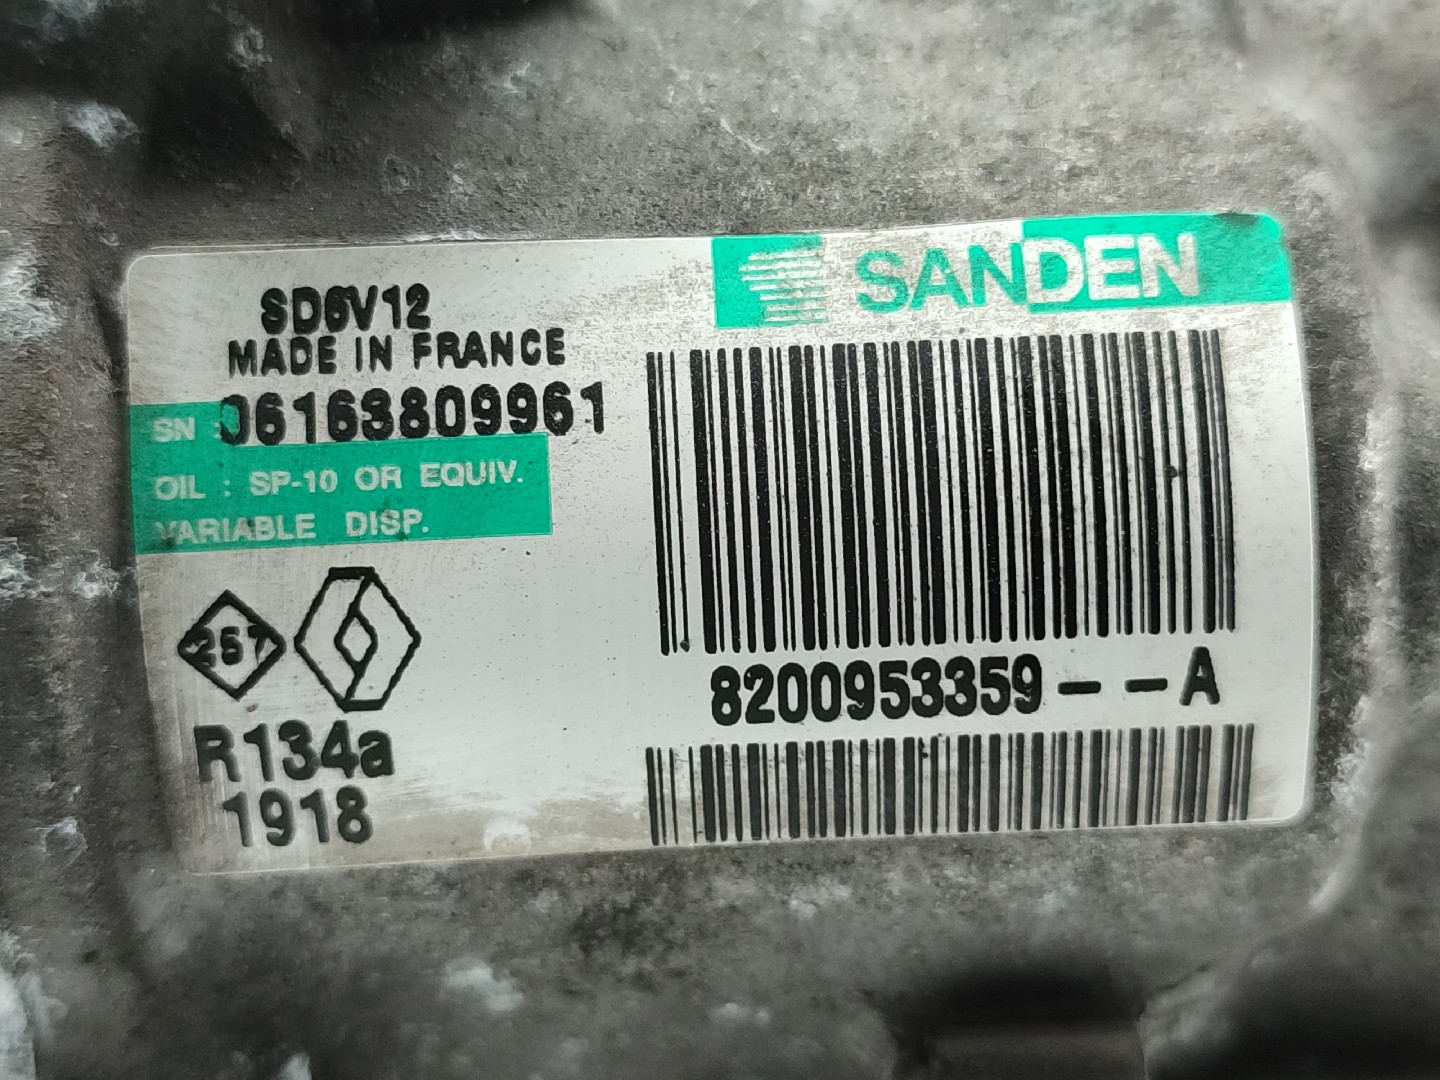 SANDEN
SD6V12
MADE IN FRANCE
SN : 06163809961
OIL : SP-10 OR EQUIV.
VARIABLE DISP.
257
8200953359--A
R134a
1918